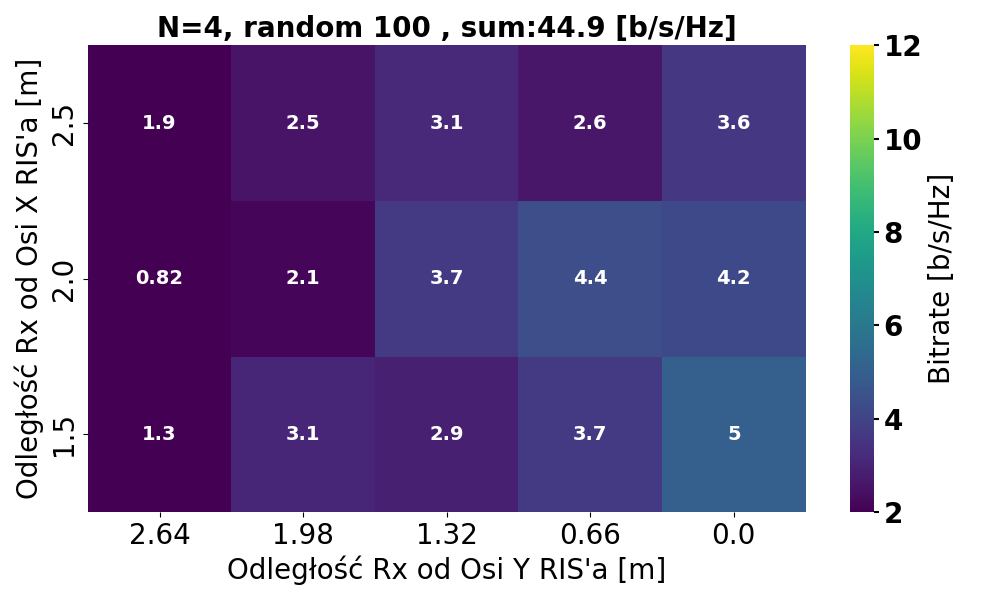 N=4, random 100 , sum:44.9 [b/s/Hz]
Odległość Rx od Osi X RIS'a [m]
2.5
1.9 2.5 3.1 2.6 3.6
2.0
0.82 2.1 3.7 4.4 4.2
1.5
1.3 3.1 2.9 3.7 5
2.64 1.98 1.32 0.66 0.0
Odległość Rx od Osi Y RIS'a [m]
12
10
8
6
4
2
Bitrate [b/s/Hz]